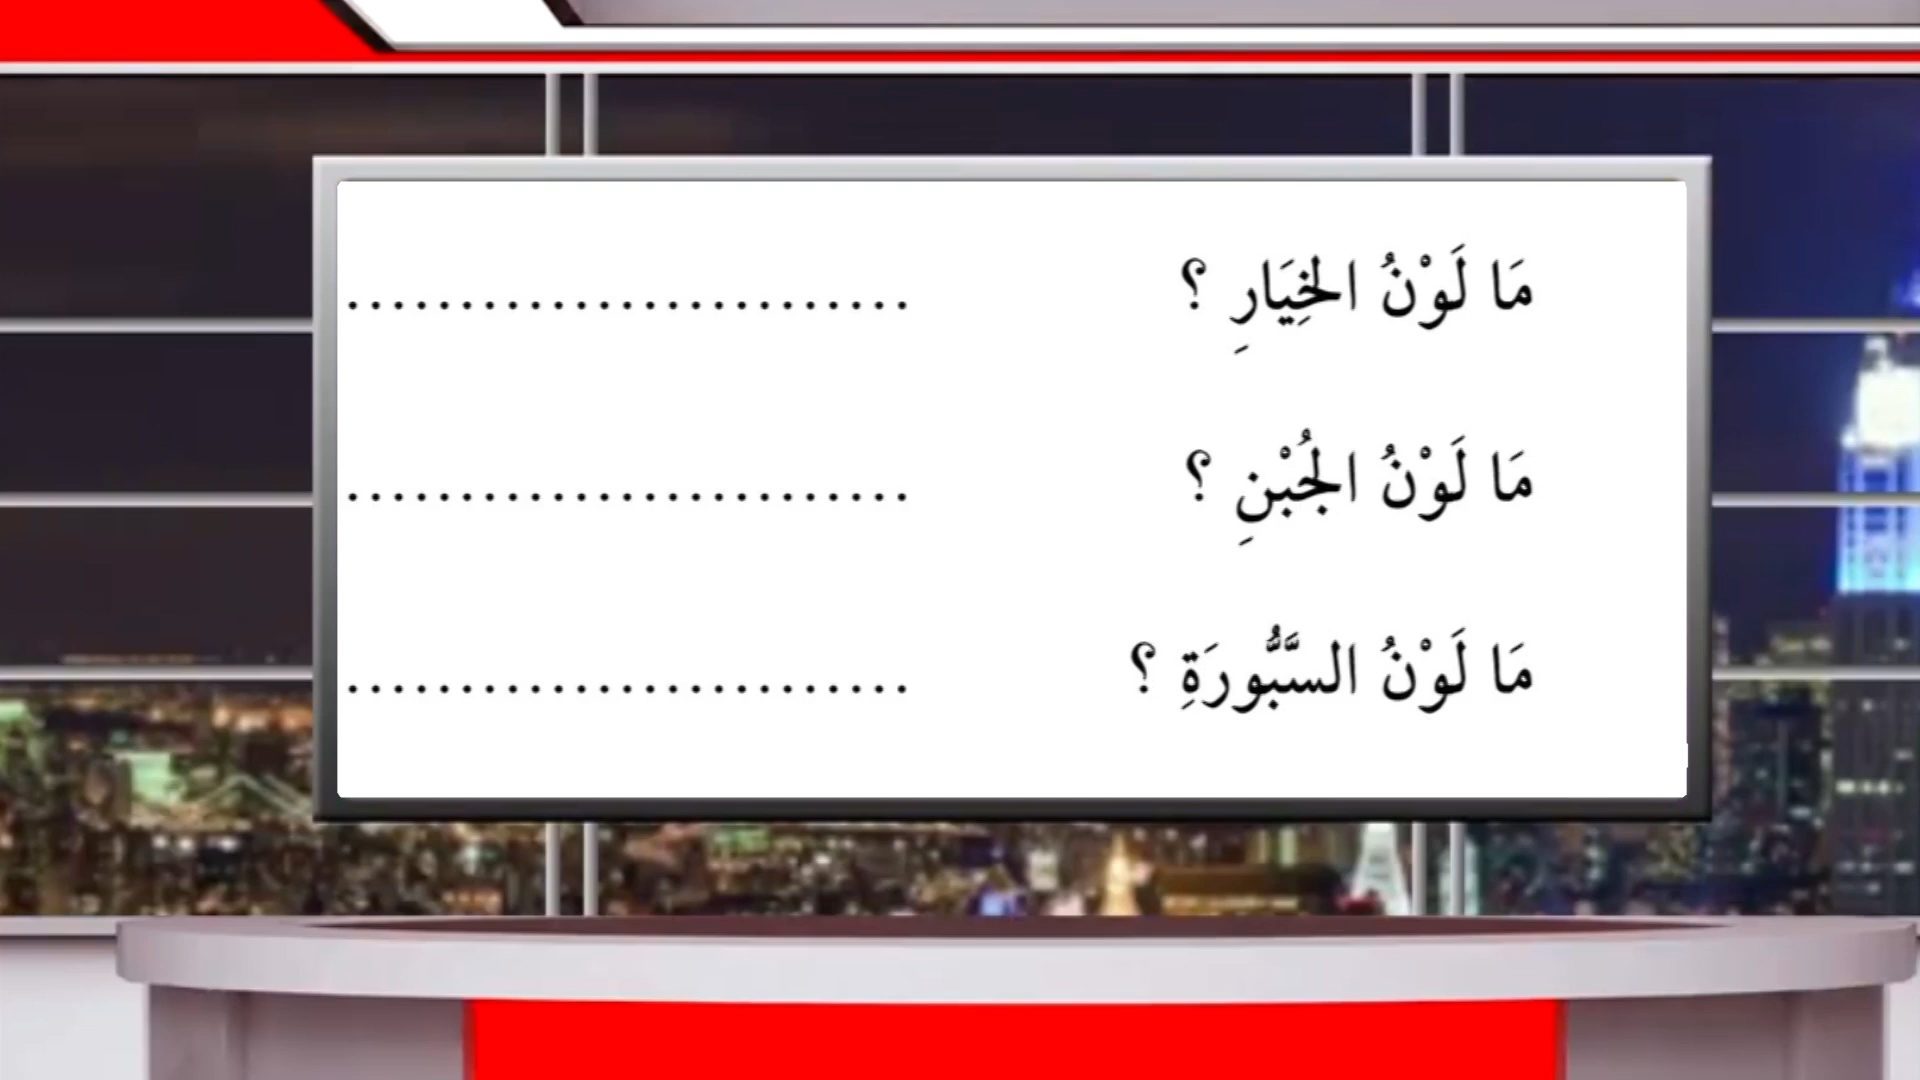 مَا لَوْنُ الخِيَارِ ؟ .........................
مَا لَوْنُ الجُبْنِ ؟ .........................
مَا لَوْنُ السَّبُّورَةِ ؟ .........................